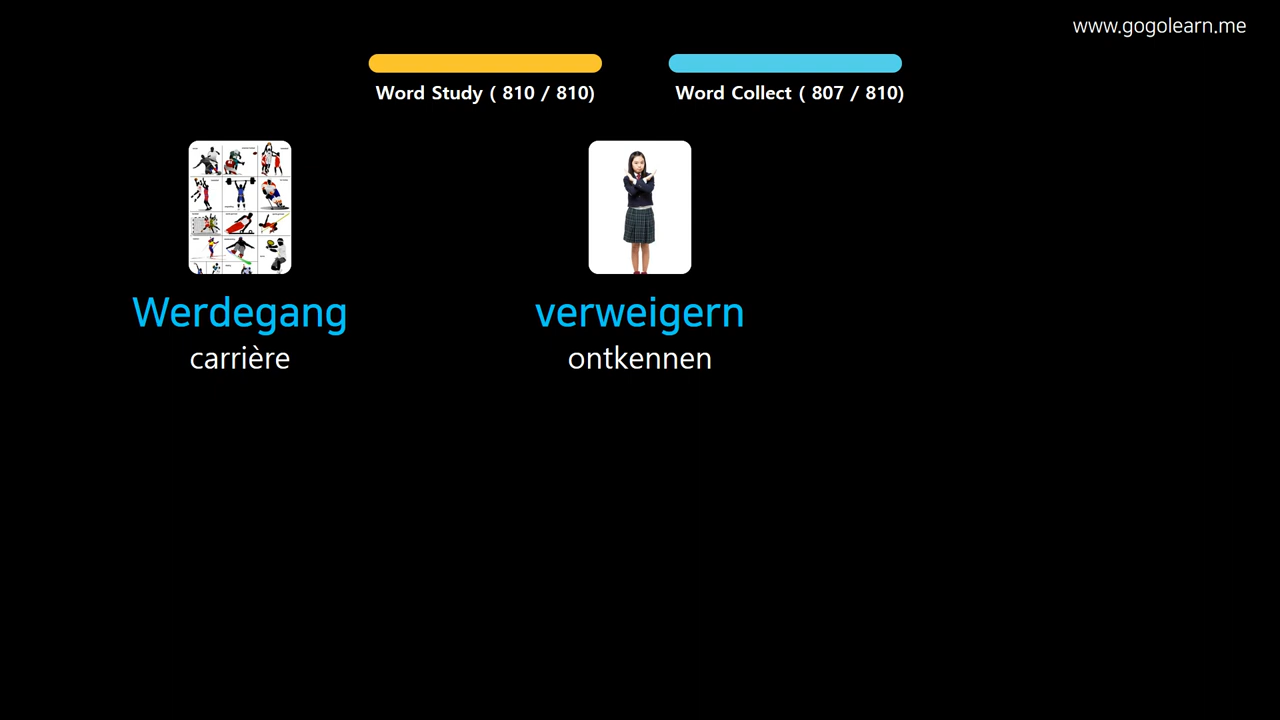 www.gogolearn.me
Word Study ( 810 / 810)
Word Collect ( 807 / 810)
Werdegang
carrière
verweigern
ontkennen